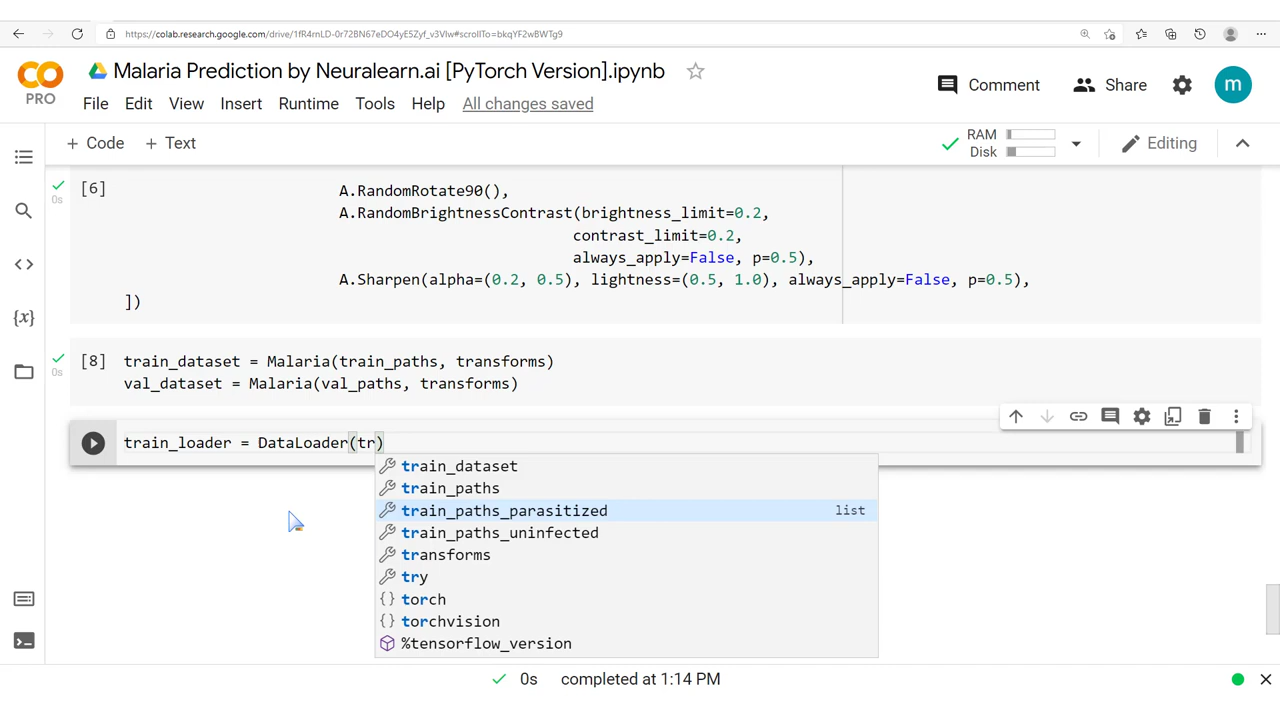 https://colab.research.google.com/drive/1fR4rnLD-0r72BN67eDO4yE5Zyf_v3Vlw#scrollTo=bkqYF2wBWTg9
CO
PRO
Malaria Prediction by Neuralearn.ai [PyTorch Version].ipynb
File Edit View Insert Runtime Tools Help All changes saved
Comment Share m
+ Code + Text
RAM
Disk
Editing
[6] A.RandomRotate90(),
0s
A.RandomBrightnessContrast(brightness_limit=0.2,
contrast_limit=0.2,
always_apply=False, p=0.5),
A.Sharpen(alpha=(0.2, 0.5), lightness=(0.5, 1.0), always_apply=False, p=0.5),
])
[8] train_dataset = Malaria(train_paths, transforms)
0s
val_dataset = Malaria(val_paths, transforms)
train_loader = DataLoader(tr)
train_dataset
train_paths
train_paths_parasitized list
train_paths_uninfected
transforms
try
torch
torchvision
%tensorflow_version
0s completed at 1:14 PM